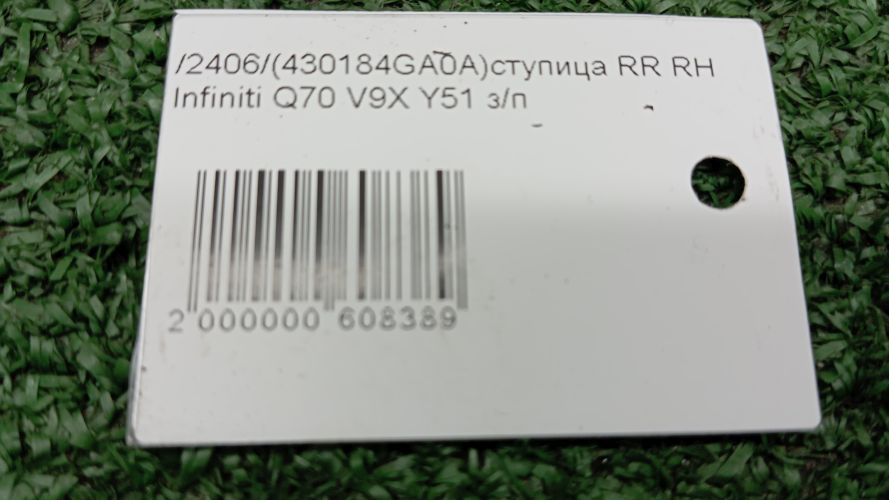 /2406/(430184GA0A)ступица RR RH
Infiniti Q70 V9X Y51 з/п
2 000000 608389